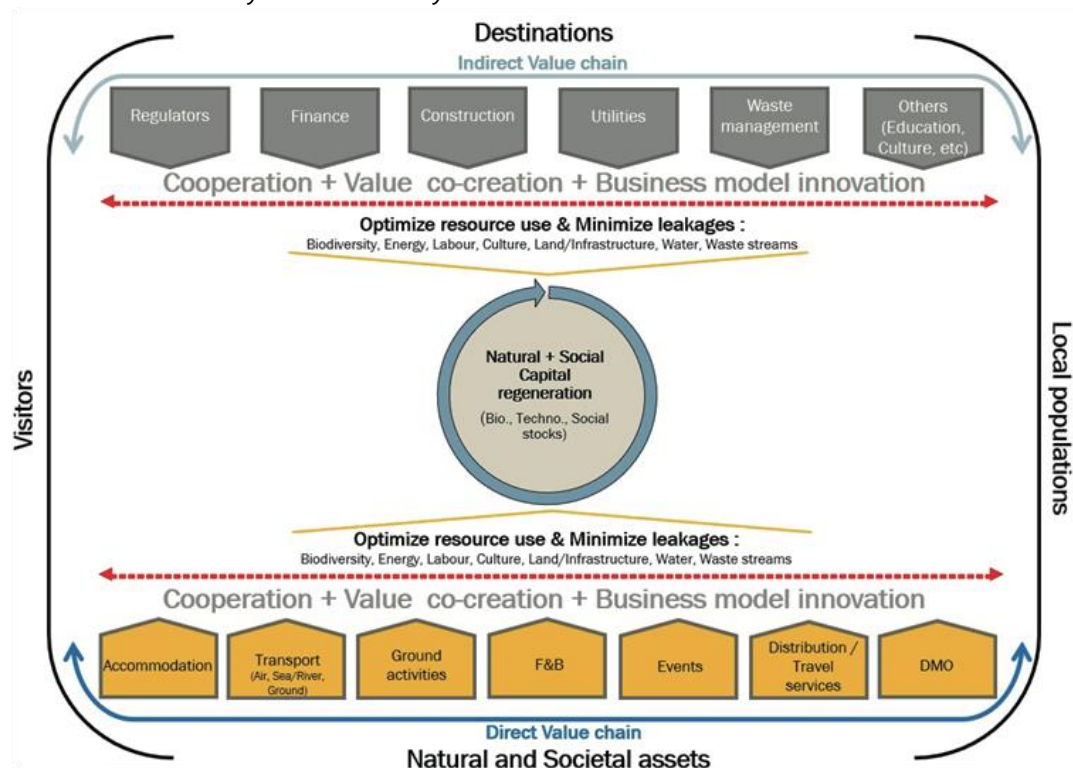 Destinations
Indirect Value chain
Regulators
Finance
Construction
Utilities
Waste
management
Others
(Education,
Culture, etc)
Cooperation + Value co-creation + Business model innovation
Optimize resource use & Minimize leakages :
Biodiversity, Energy, Labour, Culture, Land/Infrastructure, Water, Waste streams
Visitors
Natural + Social
Capital
regeneration
(Bio., Techno., Social
stocks)
Local populations
Optimize resource use & Minimize leakages :
Biodiversity, Energy, Labour, Culture, Land/Infrastructure, Water, Waste streams
Cooperation + Value co-creation + Business model innovation
Accommodation
Transport
(Air, Sea/River,
Ground)
Ground
activities
F&B
Events
Distribution /
Travel
services
DMO
Direct Value chain
Natural and Societal assets